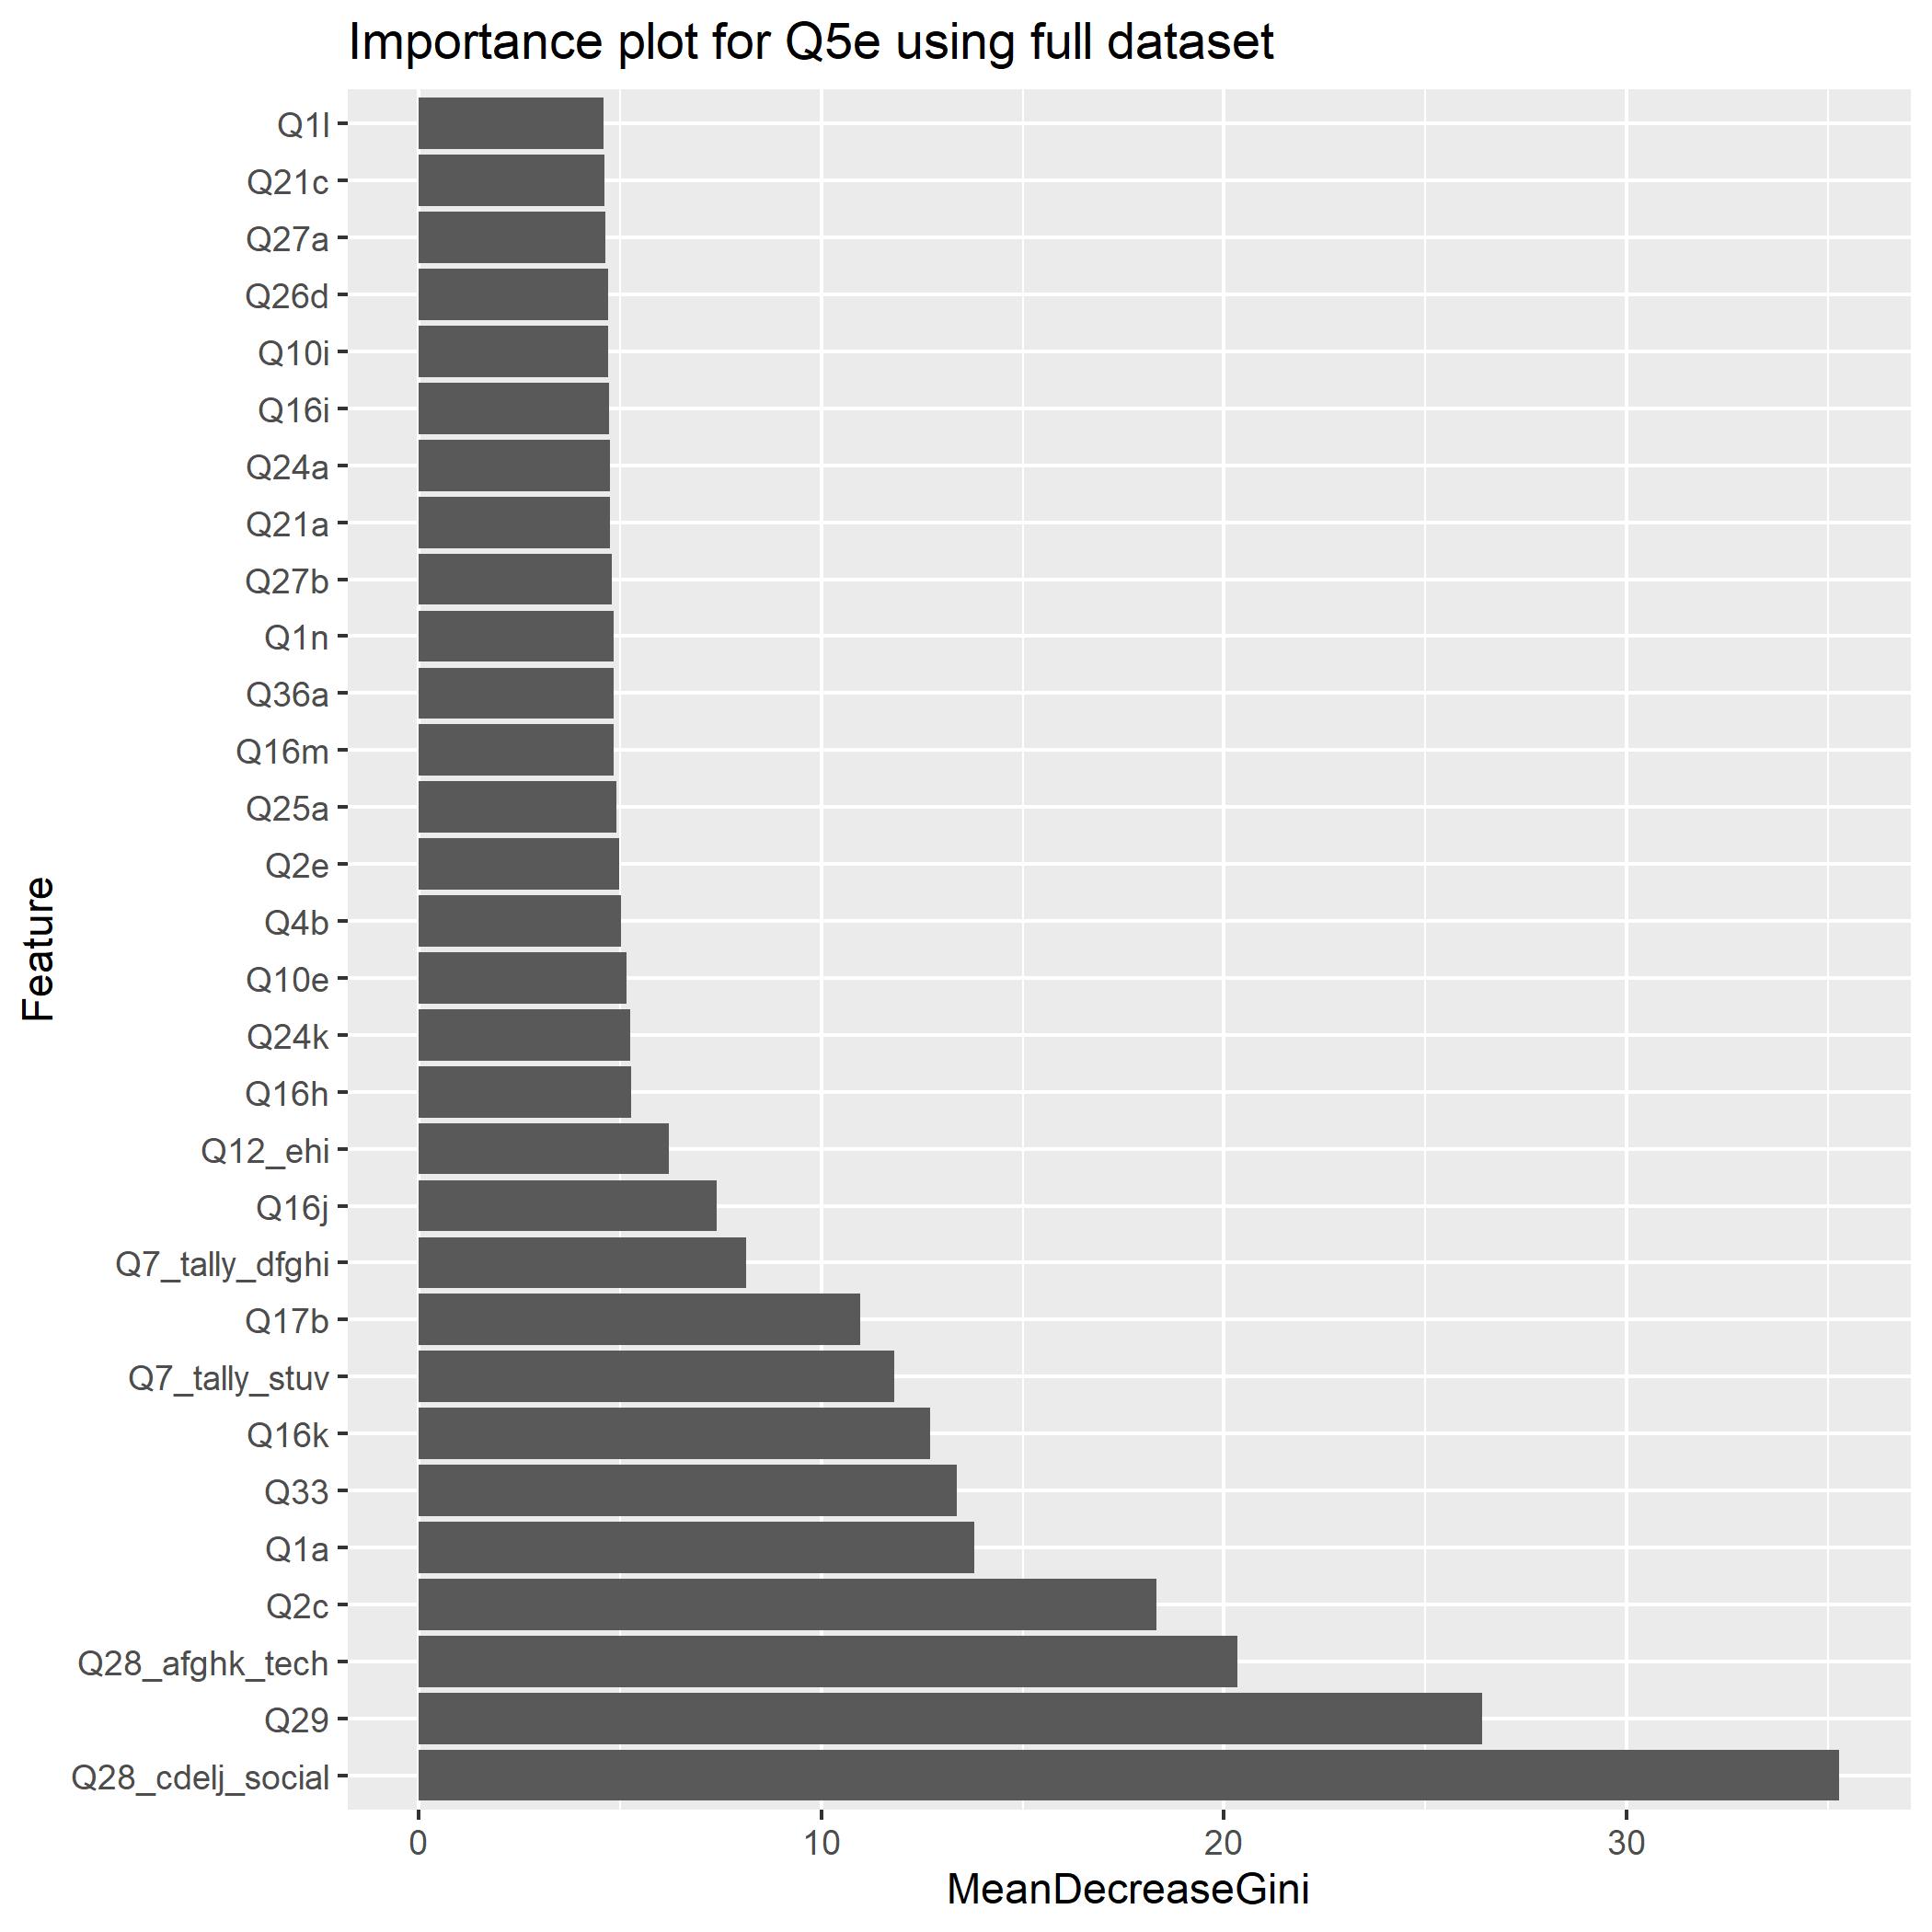 Importance plot for Q5e using full dataset
Q1l
Q21c
Q27a
Q26d
Q10i
Q16i
Q24a
Q21a
Q27b
Q1n
Q36a
Q16m
Q25a
Q2e
Q4b
Q10e
Q24k
Q16h
Q12_ehi
Q16j
Q7_tally_dfghi
Q17b
Q7_tally_stuv
Q16k
Q33
Q1a
Q2c
Q28_afghk_tech
Q29
Q28_cdelj_social
Feature
0 10 20 30
MeanDecreaseGini